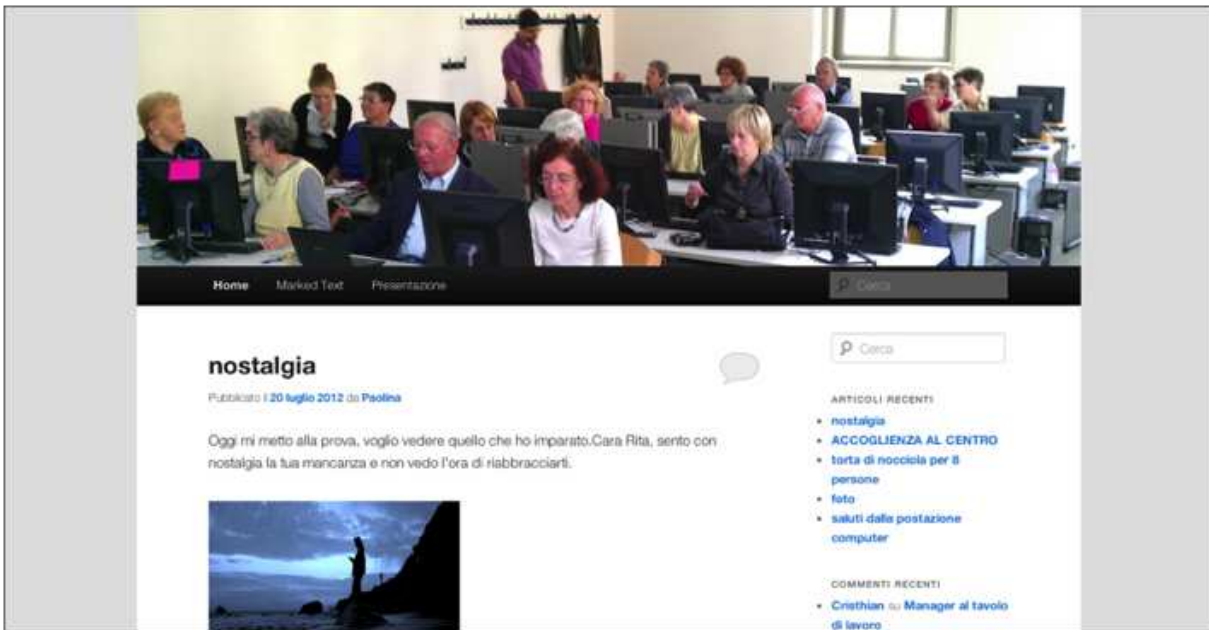 Home Marked Text Presentazione Cerca
nostalgia
Pubblicato il 20 luglio 2012 da Paolina
Oggi mi metto alla prova, voglio vedere quello che ho imparato.Cara Rita, sento con
nostalgia la tua mancanza e non vedo l'ora di riabbracciarti.
Cerca
ARTICOLI RECENTI
nostalgia
ACCOGLIENZA AL CENTRO
torta di nocciola per 8
persone
foto
saluti dalla postazione
computer
COMMENTI RECENTI
Cristhian su Manager al tavolo
di lavoro